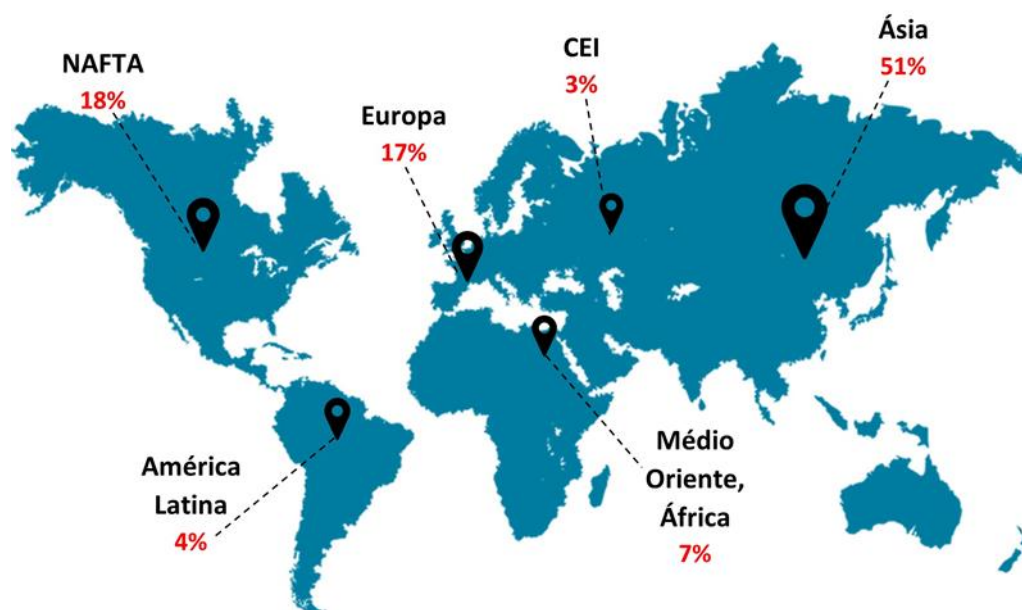 NAFTA
18%
Europa
17%
CEI
3%
Ásia
51%
América
Latina
4%
Médio
Oriente,
África
7%